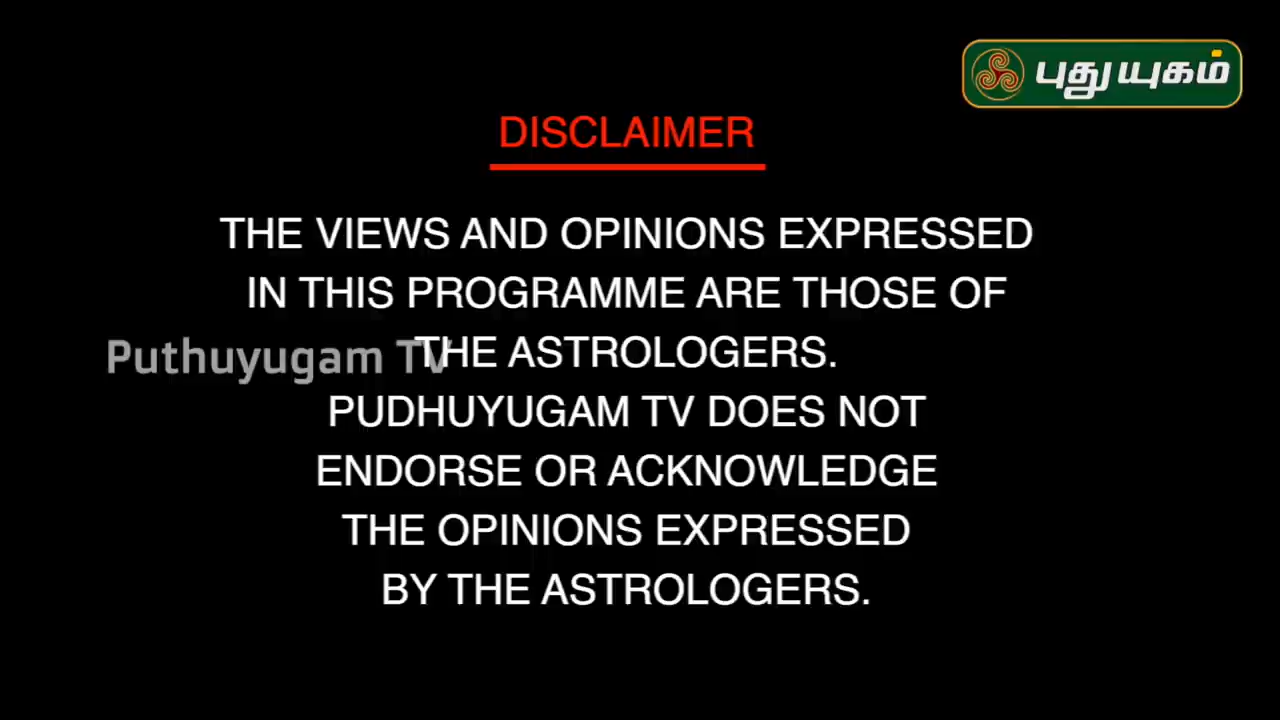 புதுயுகம்
DISCLAIMER
THE VIEWS AND OPINIONS EXPRESSED
IN THIS PROGRAMME ARE THOSE OF
THE ASTROLOGERS.
Puthuyugam TV
PUDHUYUGAM TV DOES NOT
ENDORSE OR ACKNOWLEDGE
THE OPINIONS EXPRESSED
BY THE ASTROLOGERS.